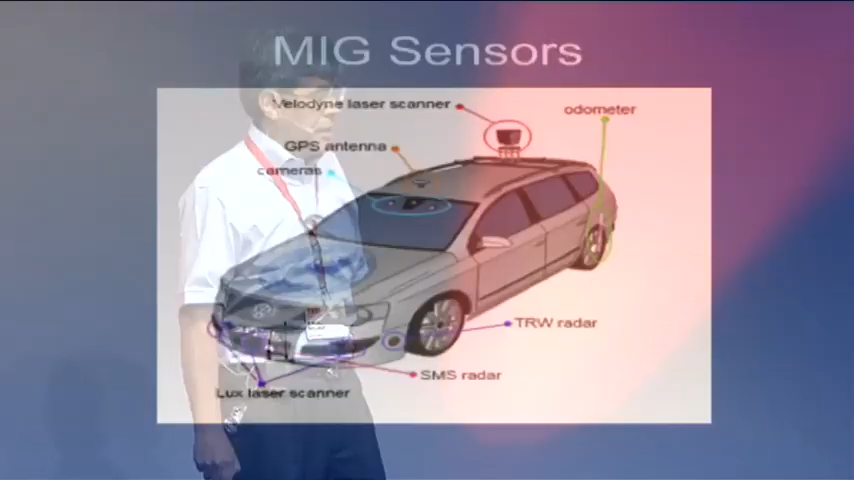 MIG Sensors
Velodyne laser scanner
odometer
GPS antenna
cameras
TRW radar
SMS radar
Lux laser scanner